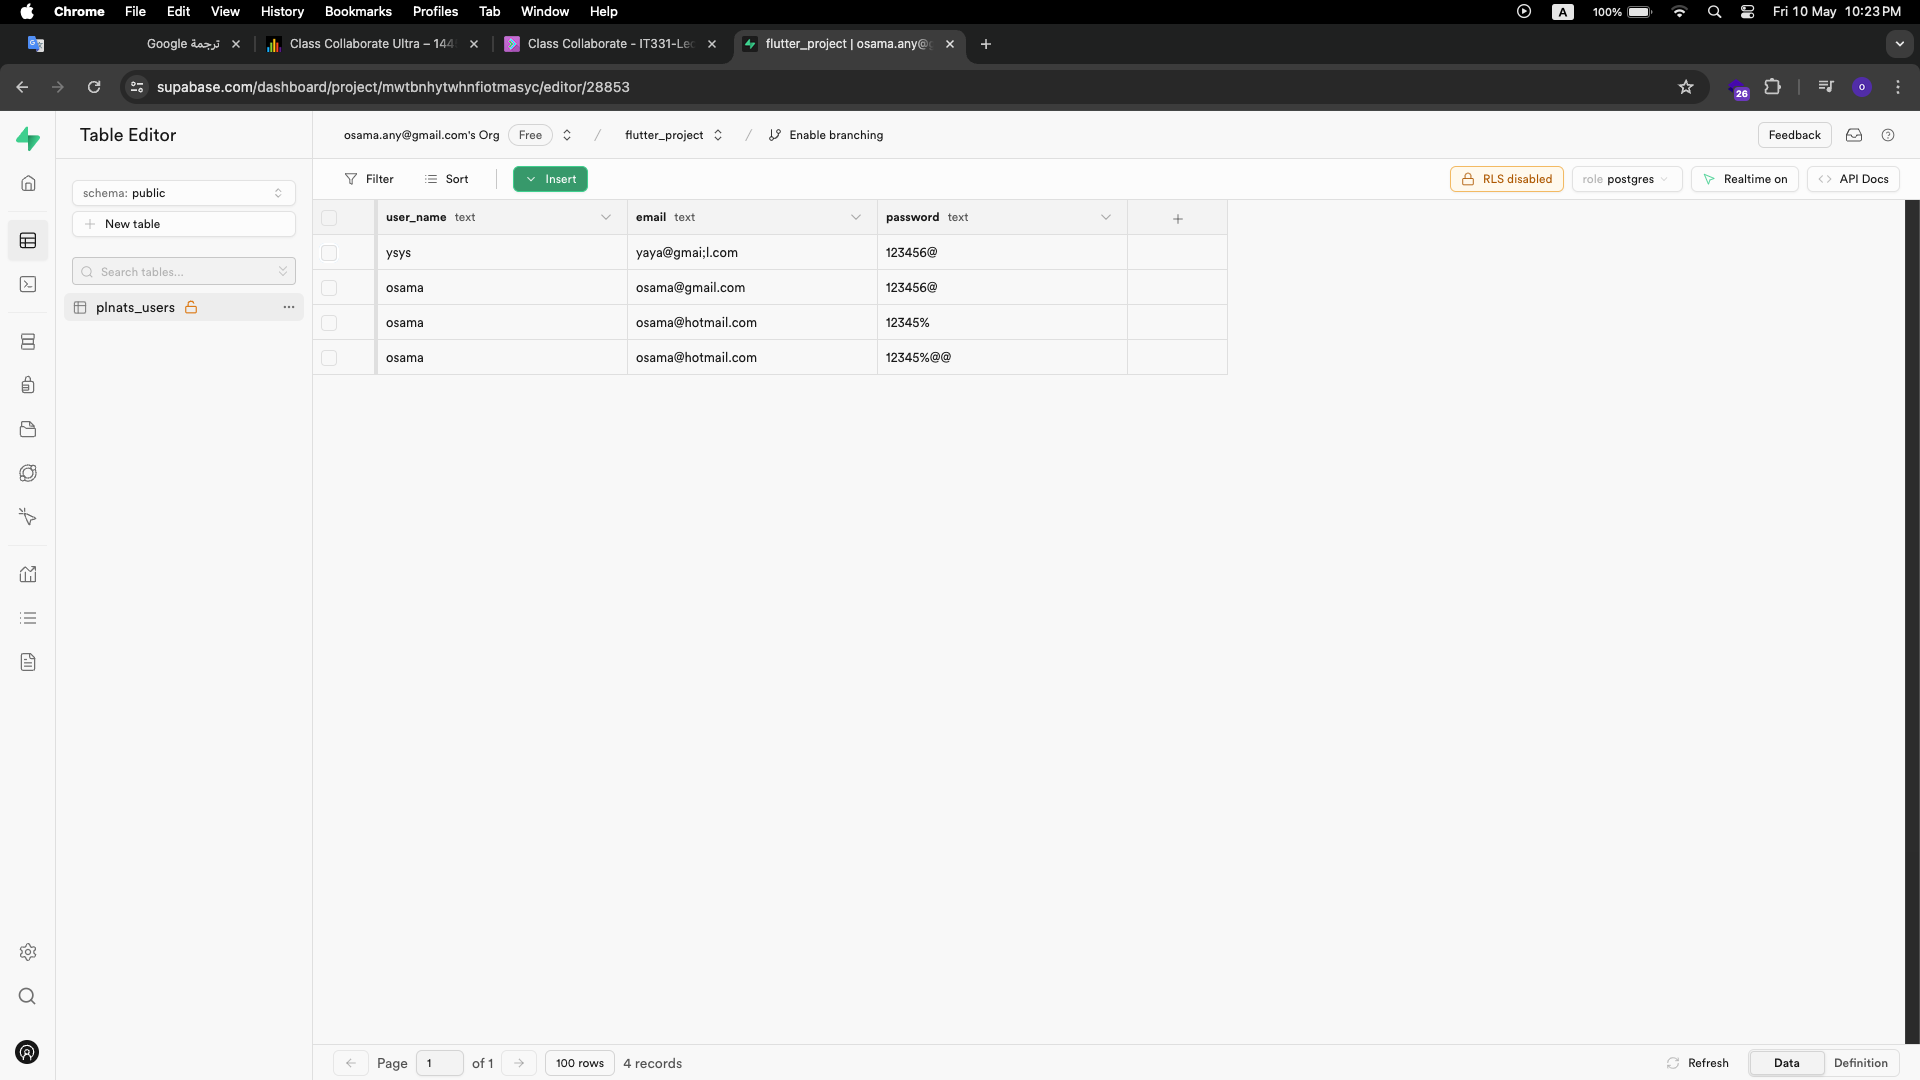 Chrome File Edit View History Bookmarks Profiles Tab Window Help A 100% Fri 10 May 10:23 PM
ترجمة Google
Class Collaborate Ultra – 144
Class Collaborate - IT331-Lec
flutter_project | osama.any@g
supabase.com/dashboard/project/mwtbnhytwhnfiotmasyc/editor/28853
26
O
Table Editor
osama.any@gmail.com's Org Free / flutter_project / Enable branching
Feedback
schema: public
New table
Search tables...
plnats_users
Filter Sort Insert
RLS disabled role postgres Realtime on API Docs
user_name text email text password text
ysys yaya@gmai;l.com 123456@
osama osama@gmail.com 123456@
osama osama@hotmail.com 12345%
osama osama@hotmail.com 12345%@@
Page 1 of 1 100 rows 4 records
Refresh Data Definition